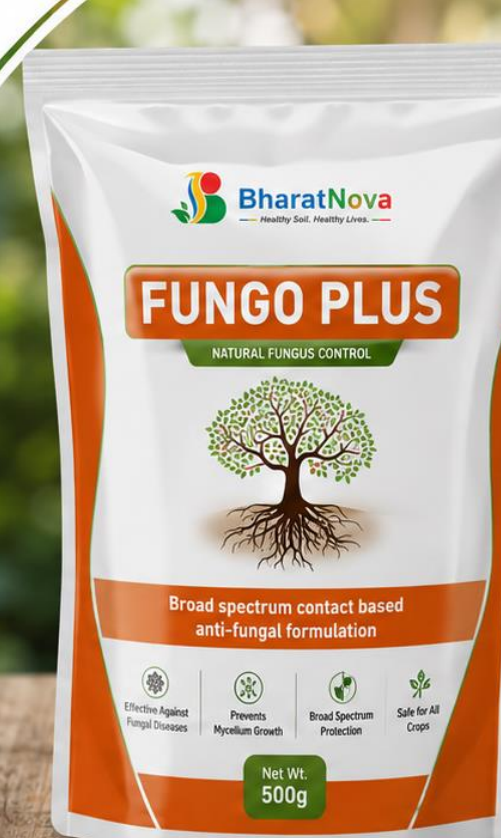 BharatNova
Healthy Soil. Healthy Lives.
FUNGO PLUS
NATURAL FUNGUS CONTROL
Broad spectrum contact based
anti-fungal formulation
Effective Against
Fungal Diseases
Prevents
Mycelium Growth
Broad Spectrum
Protection
Safe for All
Crops
Net Wt.
500g